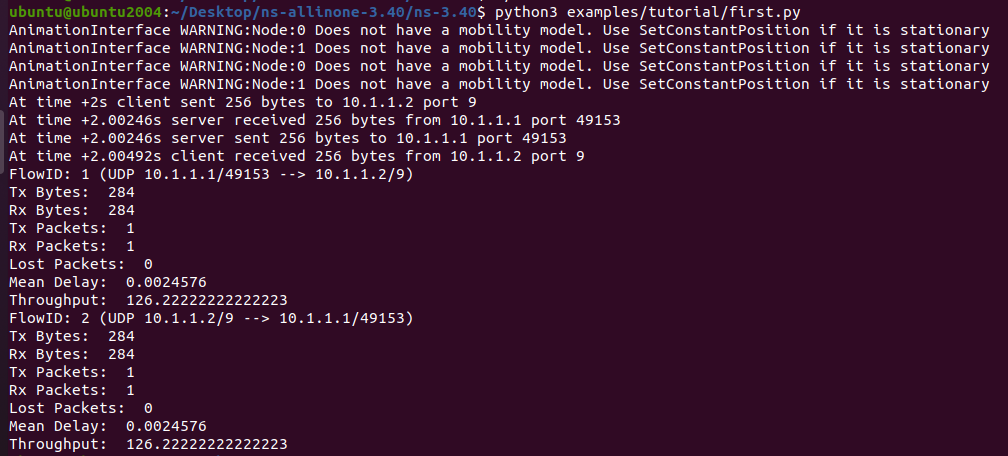 ubuntu@ubuntu2004:~/Desktop/ns-allinone-3.40/ns-3.40$ python3 examples/tutorial/first.py
AnimationInterface WARNING:Node:0 Does not have a mobility model. Use SetConstantPosition if it is stationary
AnimationInterface WARNING:Node:1 Does not have a mobility model. Use SetConstantPosition if it is stationary
AnimationInterface WARNING:Node:0 Does not have a mobility model. Use SetConstantPosition if it is stationary
AnimationInterface WARNING:Node:1 Does not have a mobility model. Use SetConstantPosition if it is stationary
At time +2s client sent 256 bytes to 10.1.1.2 port 9
At time +2.00246s server received 256 bytes from 10.1.1.1 port 49153
At time +2.00246s server sent 256 bytes to 10.1.1.1 port 49153
At time +2.00492s client received 256 bytes from 10.1.1.2 port 9
FlowID: 1 (UDP 10.1.1.1/49153 --> 10.1.1.2/9)
Tx Bytes:  284
Rx Bytes:  284
Tx Packets:  1
Rx Packets:  1
Lost Packets:  0
Mean Delay:  0.0024576
Throughput:  126.22222222222223
FlowID: 2 (UDP 10.1.1.2/9 --> 10.1.1.1/49153)
Tx Bytes:  284
Rx Bytes:  284
Tx Packets:  1
Rx Packets:  1
Lost Packets:  0
Mean Delay:  0.0024576
Throughput:  126.22222222222223